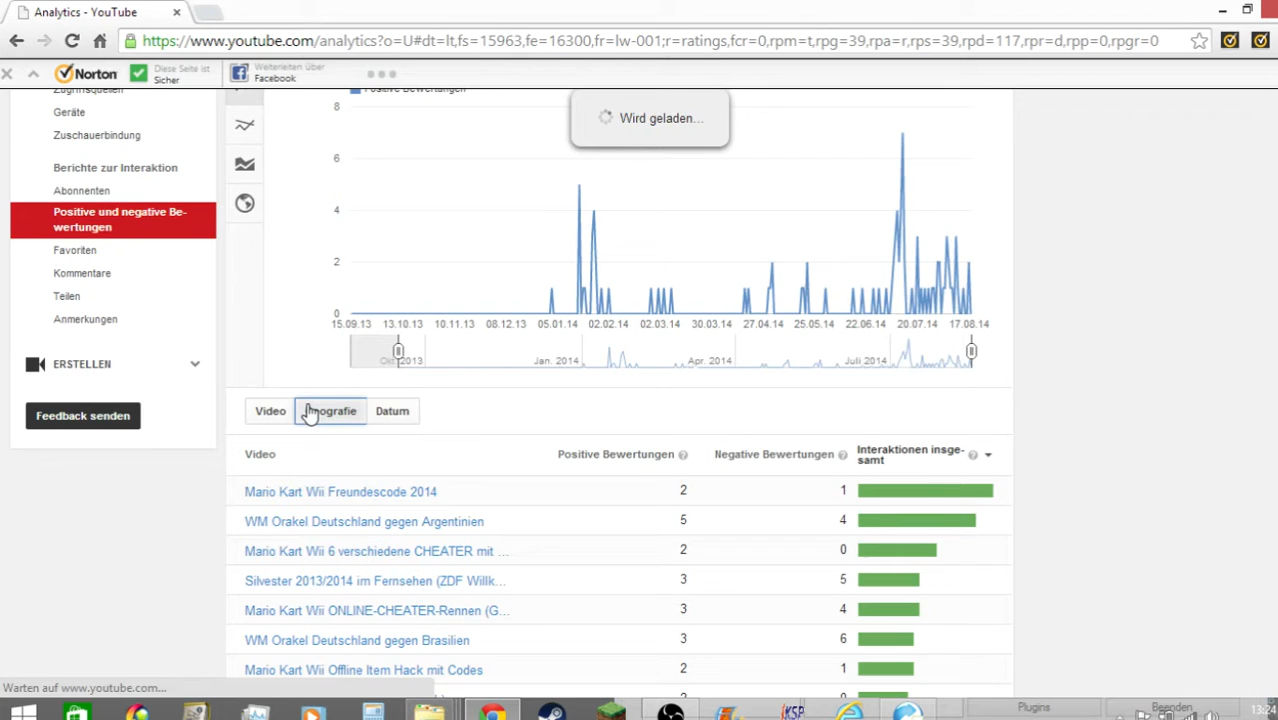 Analytics - YouTube
https://www.youtube.com/analytics?o=U#dt=lt,fs=15963,fe=16300,fr=lw-001;r=ratings,fcr=0,rpm=t,rpg=39,rpa=r,rps=39,rpd=117,rpr=d,rpp=0,rpgr=0
Norton
Diese Seite ist
Sicher
Weiterleiten über
Facebook
Zugriffsquellen
Geräte
Zuschauerbindung
Berichte zur Interaktion
Abonnenten
Positive und negative Be-
wertungen
Favoriten
Kommentare
Teilen
Anmerkungen
ERSTELLEN
Feedback senden
Positive Bewertungen
Wird geladen...
8
6
4
2
0
15.09.13 13.10.13 10.11.13 08.12.13 05.01.14 02.02.14 02.03.14 30.03.14 27.04.14 25.05.14 22.06.14 20.07.14 17.08.14
2013 Jan. 2014 Apr. 2014 Juli 2014
Video ografie Datum
Video Positive Bewertungen Negative Bewertungen Interaktionen insge-
samt
Mario Kart Wii Freundescode 2014 2 1
WM Orakel Deutschland gegen Argentinien 5 4
Mario Kart Wii 6 verschiedene CHEATER mit ... 2 0
Silvester 2013/2014 im Fernsehen (ZDF Willk... 3 5
Mario Kart Wii ONLINE-CHEATER-Rennen (G... 3 4
WM Orakel Deutschland gegen Brasilien 3 6
Mario Kart Wii Offline Item Hack mit Codes 2 1
Warten auf www.youtube.com...
KSP
Plugins
Beenden
13:24